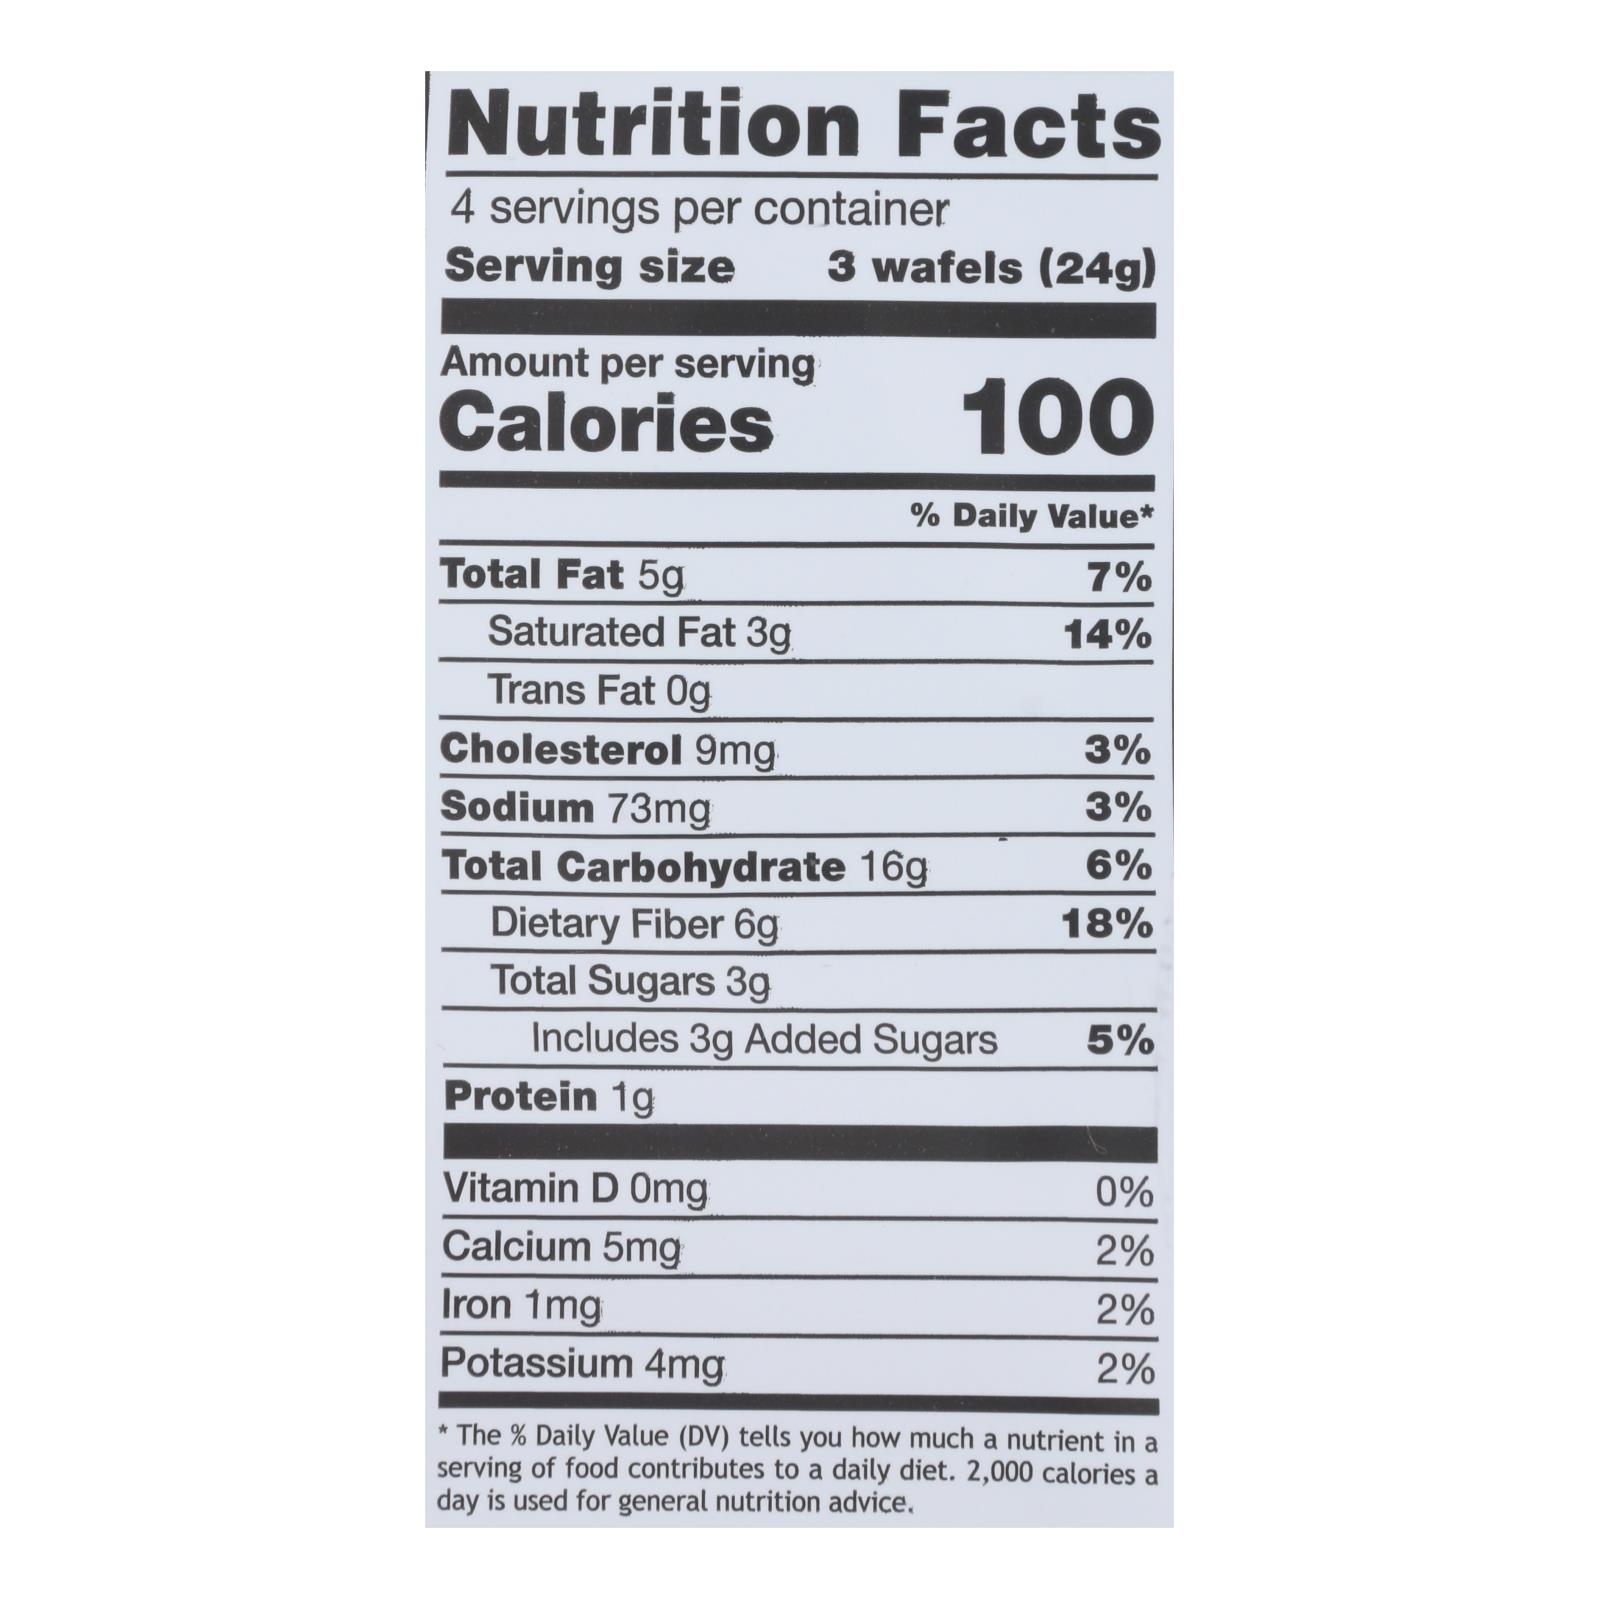 Nutrition Facts
4 servings per container
Serving size 3 wafels (24g)
Amount per serving
Calories 100
% Daily Value*
Total Fat 5g 7%
Saturated Fat 3g 14%
Trans Fat 0g
Cholesterol 9mg 3%
Sodium 73mg 3%
Total Carbohydrate 16g 6%
Dietary Fiber 6g 18%
Total Sugars 3g
Includes 3g Added Sugars 5%
Protein 1g
Vitamin D 0mg 0%
Calcium 5mg 2%
Iron 1mg 2%
Potassium 4mg 2%
* The % Daily Value (DV) tells you how much a nutrient in a
serving of food contributes to a daily diet. 2,000 calories a
day is used for general nutrition advice.